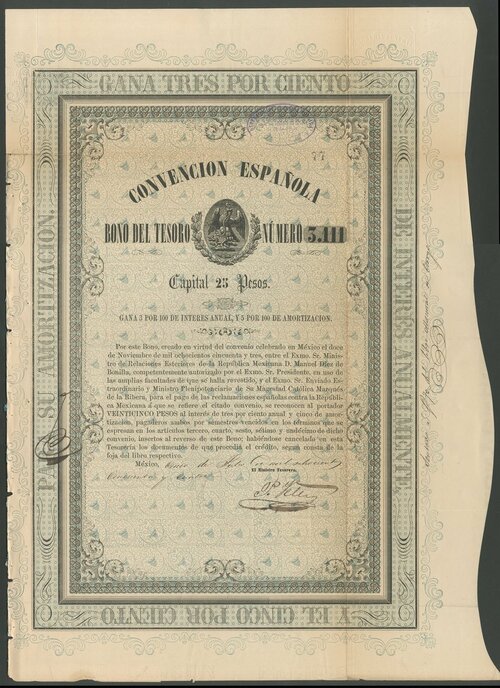 GANA TRES POR CIENTO
DE INTERES ANUALMENTE,
Y EL CINCO POR CIENTO
PARA SU AMORTIZACION.
77
CONVENCION ESPAÑOLA
BONO DEL TESORO NÚMERO 3.111
Capital 25 Pesos.
GANA 3 POR 100 DE INTERES ANUAL, Y 5 POR 100 DE AMORTIZACION.
Por este Bono, creado en virtud del convenio celebrado en México el doce
de Noviembre de mil ochocientos cincuenta y tres, entre el Exmo. Sr. Minis-
tro de Relaciones Esteriores de la República Mexicana D. Manuel Diez de
Bonilla, competentemente autorizado por el Exmo. Sr. Presidente, en uso de
las amplias facultades de que se halla revestido, y el Exmo. Sr. Enviado Es-
traordinario y Ministro Plenipotenciario de Su Magestad Católica Marqués
de la Ribera, para el pago de las reclamaciones españolas contra la Repúbli-
ca Mexicana á que se refiere el citado convenio, se reconocen al portador
VEINTICINCO PESOS al interes de tres por ciento anual y cinco de amor-
tizacion, pagaderos ambos por semestres vencidos en los términos que se
espresan en los artículos tercero, cuarto, sesto, sétimo y undécimo de dicho
convenio, insertos al reverso de este Bono; habiéndose cancelado en esta
Tesorería los documentos de que procedia el crédito, segun consta de la
foja del libro respectivo.
México,
El Ministro Tesorero,